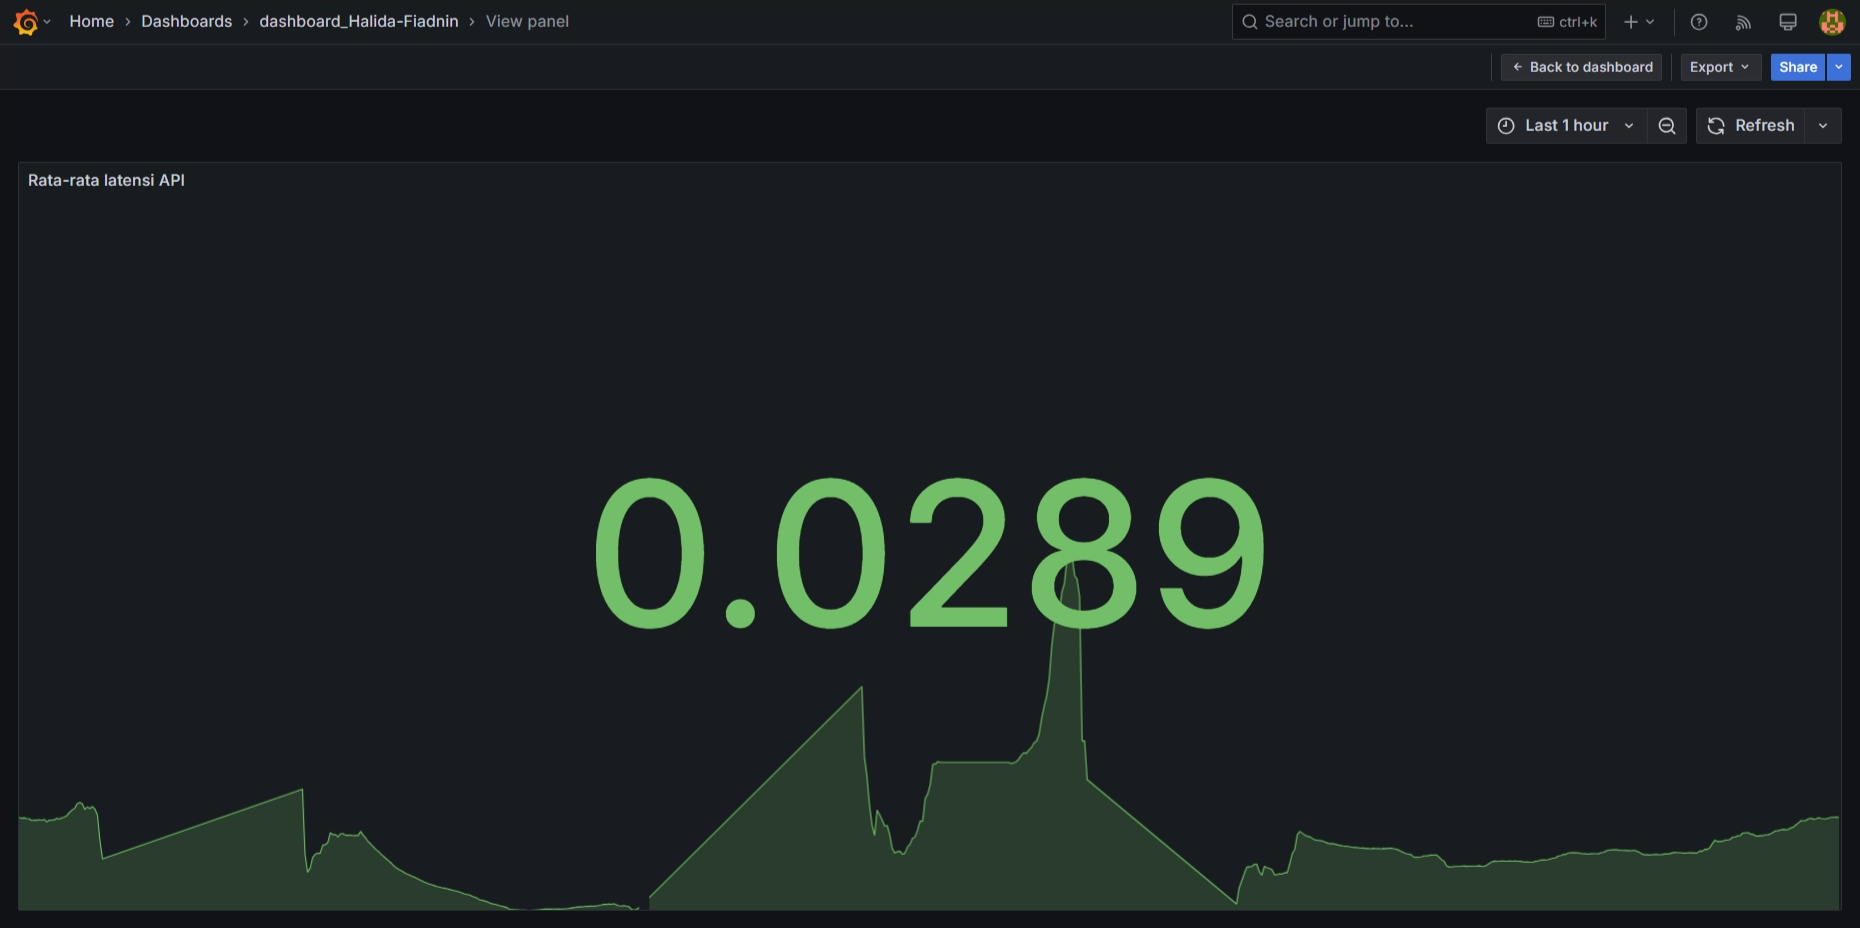 Home › Dashboards › dashboard_Halida-Fiadnin › View panel
Search or jump to... ctrl+k
Back to dashboard
Export
Share
Last 1 hour
Refresh
Rata-rata latensi API
0.0289